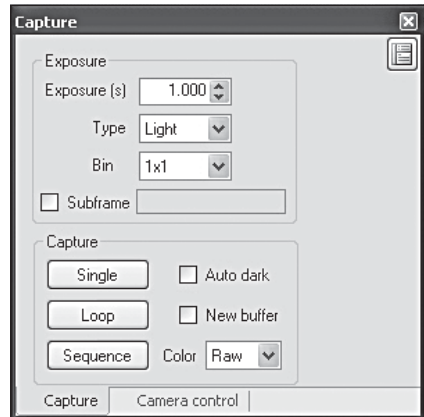 Capture
Exposure
Exposure (s) 1.000
Type Light
Bin 1x1
Subframe
Capture
Single Auto dark
Loop New buffer
Sequence Color Raw
Capture Camera control